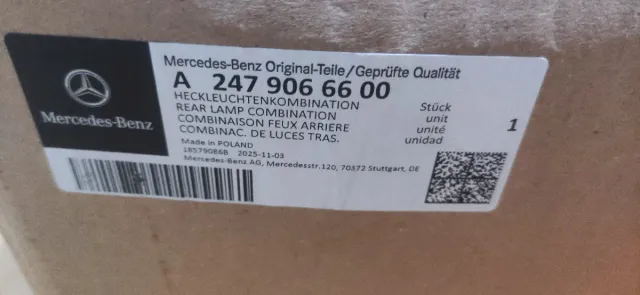 Mercedes-Benz
Mercedes-Benz Original-Teile/Geprüfte Qualität
A 247 906 66 00
HECKLEUCHTENKOMBINATION
REAR LAMP COMBINATION
COMBINAISON FEUX ARRIERE
COMBINAC. DE LUCES TRAS.
Stück
unit
unité
unidad
1
Made in POLAND
18579086B 2025-11-03
Mercedes-Benz AG, Mercedesstr.120, 70372 Stuttgart, DE